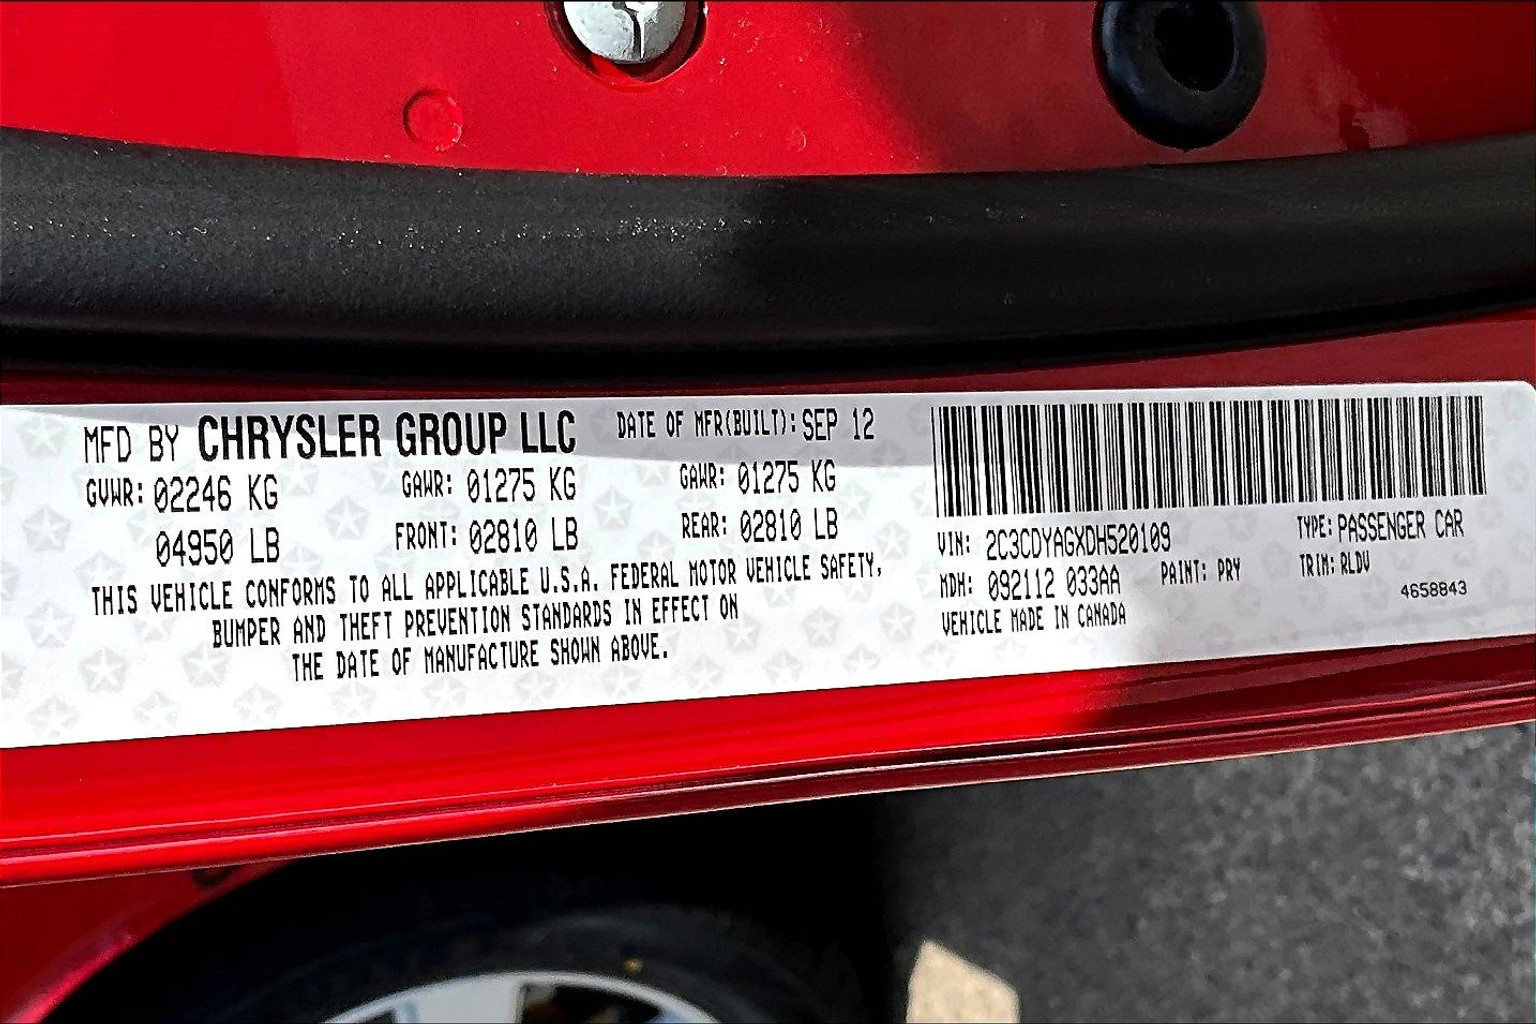 MFD BY CHRYSLER GROUP LLC DATE OF MFR(BUILT): SEP 12
GVWR: 02246 KG GAWR: 01275 KG GAWR: 01275 KG
04950 LB FRONT: 02810 LB REAR: 02810 LB
THIS VEHICLE CONFORMS TO ALL APPLICABLE U.S.A. FEDERAL MOTOR VEHICLE SAFETY,
BUMPER AND THEFT PREVENTION STANDARDS IN EFFECT ON
THE DATE OF MANUFACTURE SHOWN ABOVE.
VIN: 2C3CDYAGXDH520109 TYPE: PASSENGER CAR
MDH: 092112 033AA PAINT: PRY TRIM: RLDV
VEHICLE MADE IN CANADA 4658843